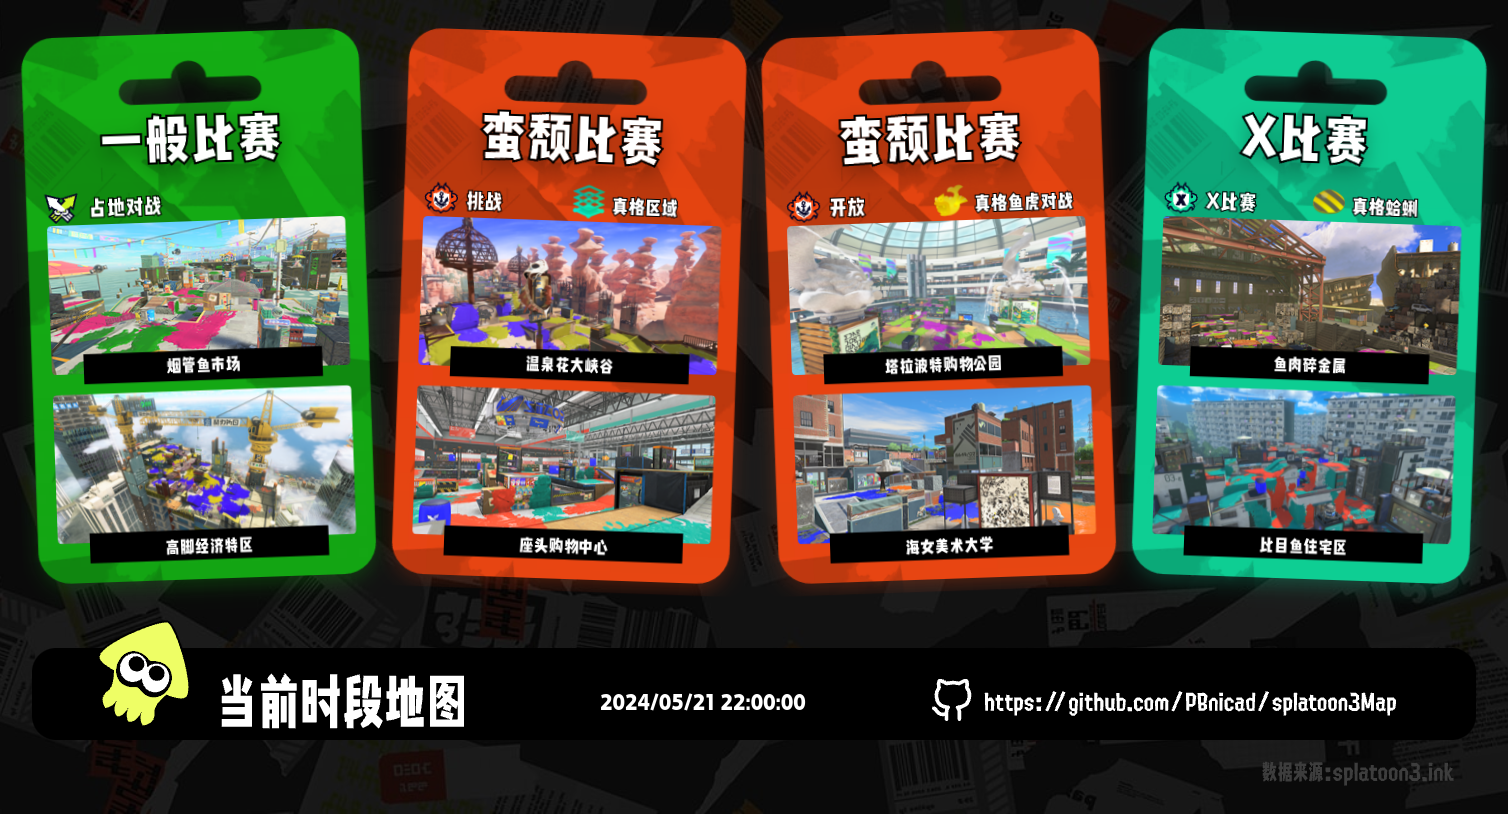 一般比赛
占地对战
烟管鱼市场
高脚经济特区
蛮颓比赛
挑战
真格区域
温泉花大峡谷
座头购物中心
蛮颓比赛
开放
真格鱼虎对战
塔拉波特购物公园
海女美术大学
X比赛
X比赛
真格蛤蜊
鱼肉碎金属
比目鱼住宅区
当前时段地图
2024/05/21 22:00:00
https://github.com/PBnicad/splatoon3Map
数据来源:splatoon3.ink